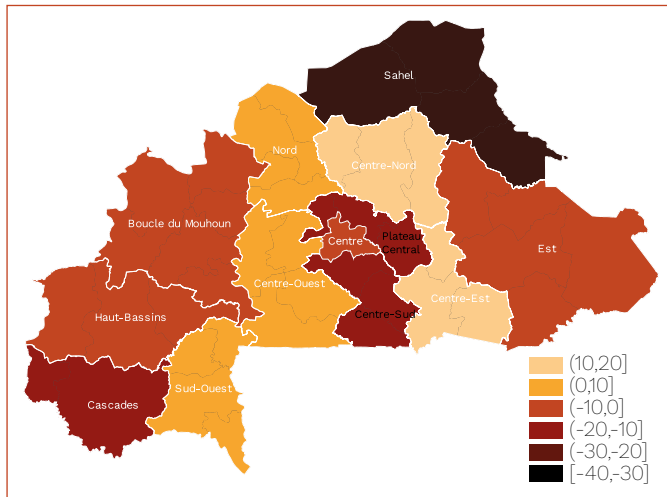 Sahel
Nord
Centre-Nord
Boucle du Mouhoun
Centre
Plateau
Central
Est
Centre-Ouest
Centre-Est
Haut-Bassins
Centre-Sud
Sud-Ouest
Cascades
(10,20]
(0,10]
(-10,0]
(-20,-10]
(-30,-20]
[-40,-30]